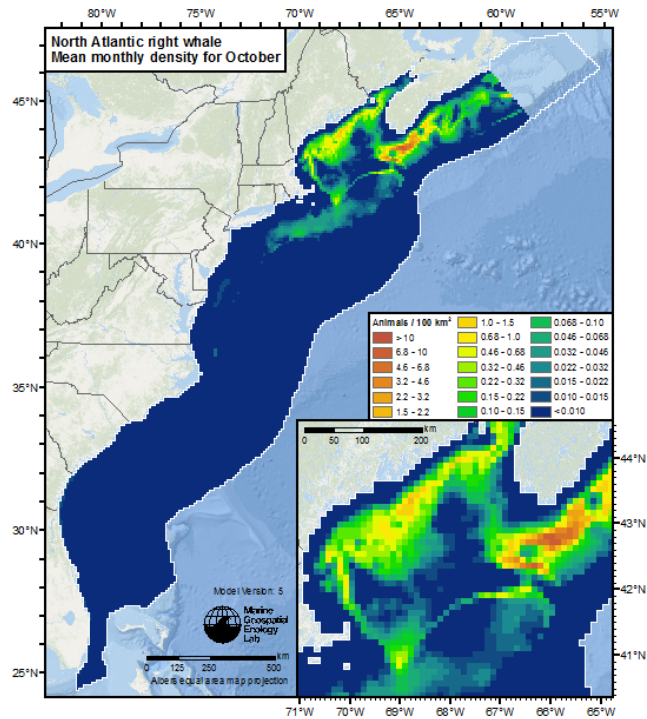 80°W 75°W 70°W 65°W 60°W 55°W
North Atlantic right whale
Mean monthly density for October
45°N
40°N
35°N
30°N
25°N
Animals / 100 km²
>10
6.8 - 10
4.6 - 6.8
3.2 - 4.6
2.2 - 3.2
1.5 - 2.2
1.0 - 1.5
0.68 - 1.0
0.46 - 0.68
0.32 - 0.46
0.22 - 0.32
0.15 - 0.22
0.10 - 0.15
0.068 - 0.10
0.046 - 0.068
0.032 - 0.046
0.022 - 0.032
0.015 - 0.022
0.010 - 0.015
<0.010
0 50 100 200
km
44°N
43°N
42°N
41°N
Model Version: 5
Marine
Geospatial
Ecology
Lab
0 125 250 500
km
Albers equal area map projection
71°W 70°W 69°W 68°W 67°W 66°W 65°W